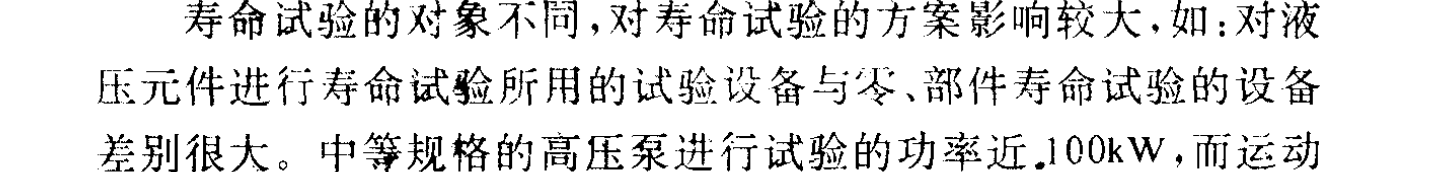 寿命试验的对象不同,对寿命试验的方案影响较大,如:对液
压元件进行寿命试验所用的试验设备与零、部件寿命试验的设备
差别很大。中等规格的高压泵进行试验的功率近100kW,而运动